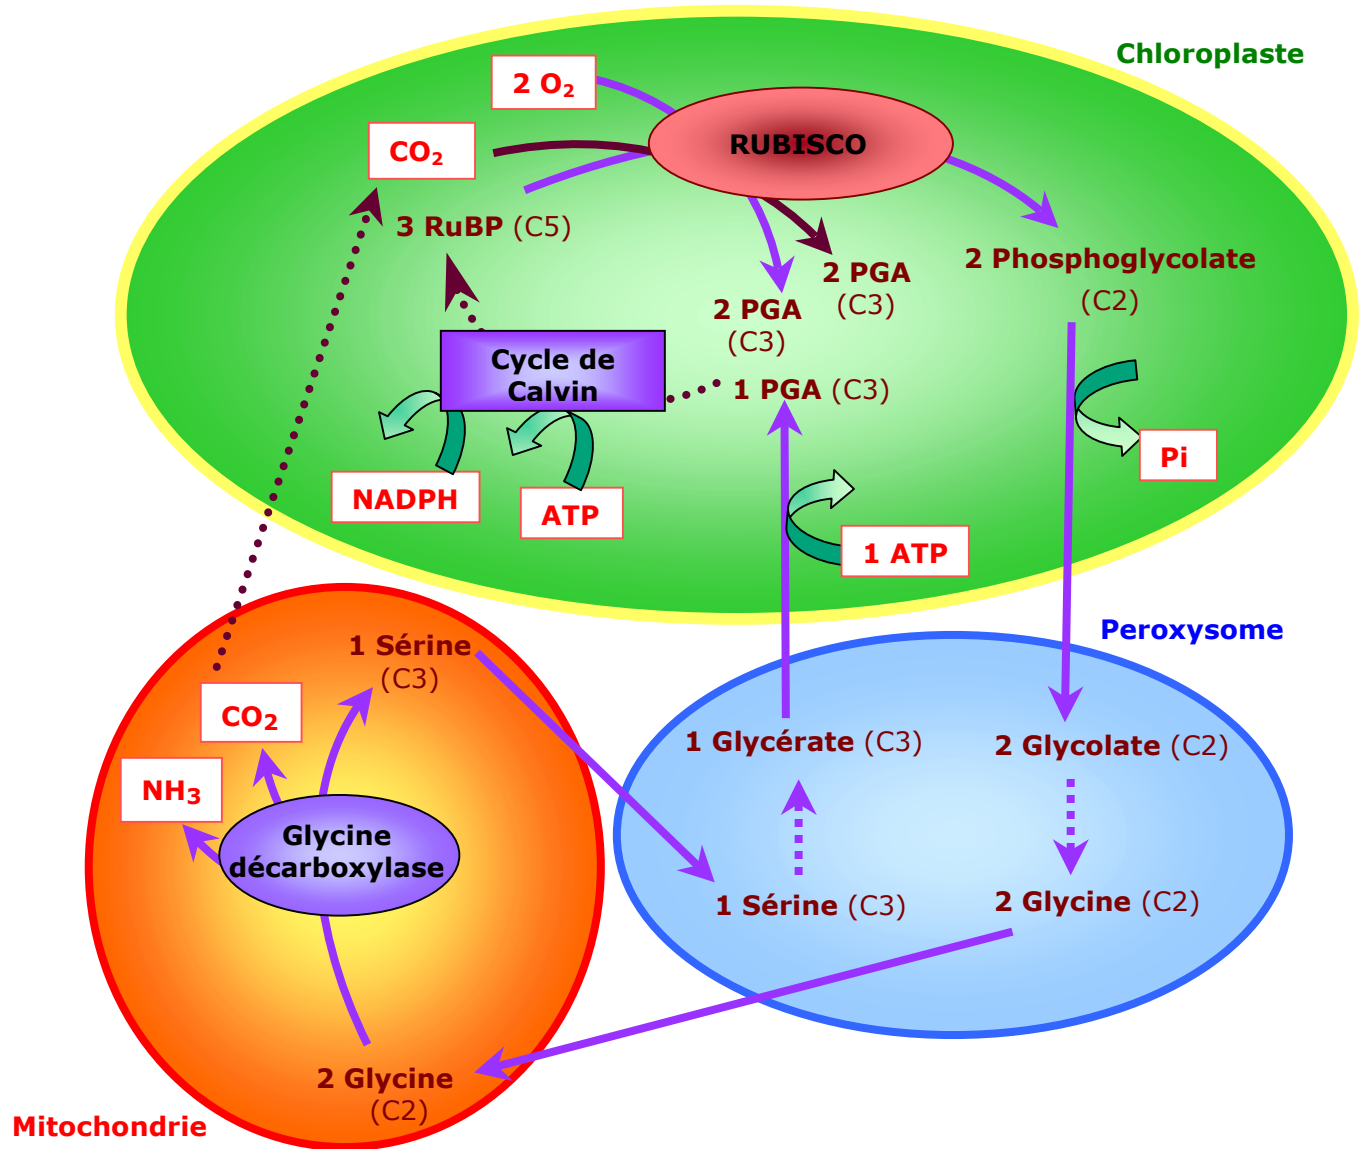 Chloroplaste
2 O₂
RUBISCO
CO₂
3 RuBP (C5)
2 PGA
(C3)
2 Phosphoglycolate
(C2)
2 PGA
(C3)
Cycle de
Calvin
1 PGA (C3)
Pi
NADPH
ATP
1 ATP
Peroxysome
1 Sérine
(C3)
CO₂
NH₃
1 Glycérate (C3)
2 Glycolate (C2)
Glycine
décarboxylase
1 Sérine (C3)
2 Glycine (C2)
2 Glycine
(C2)
Mitochondrie